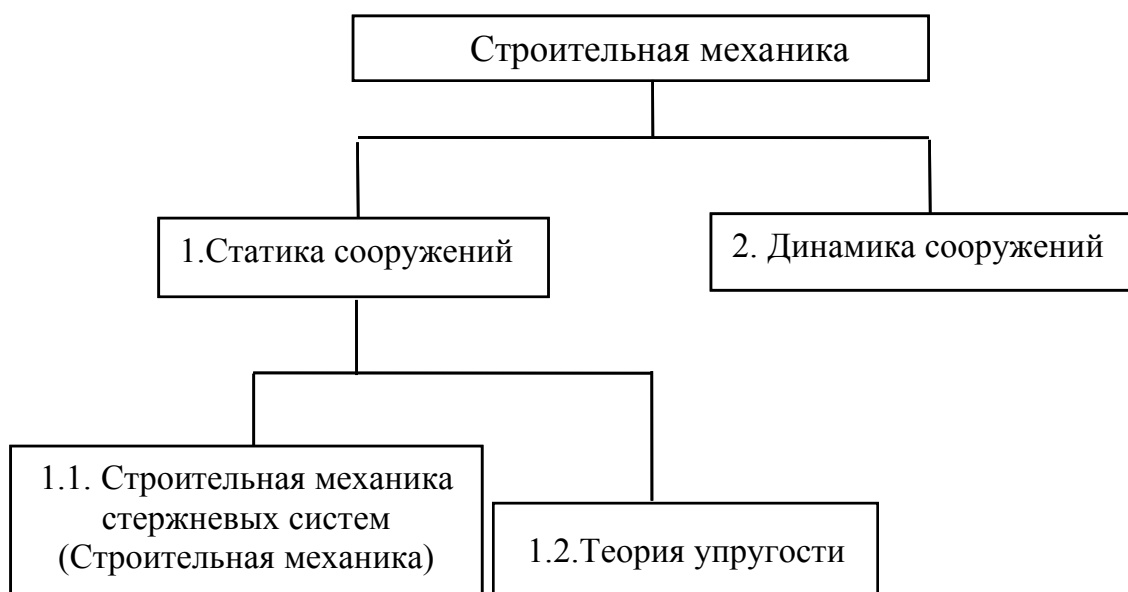 Строительная механика
1.Статика сооружений
2. Динамика сооружений
1.1. Строительная механика
стержневых систем
(Строительная механика)
1.2.Теория упругости